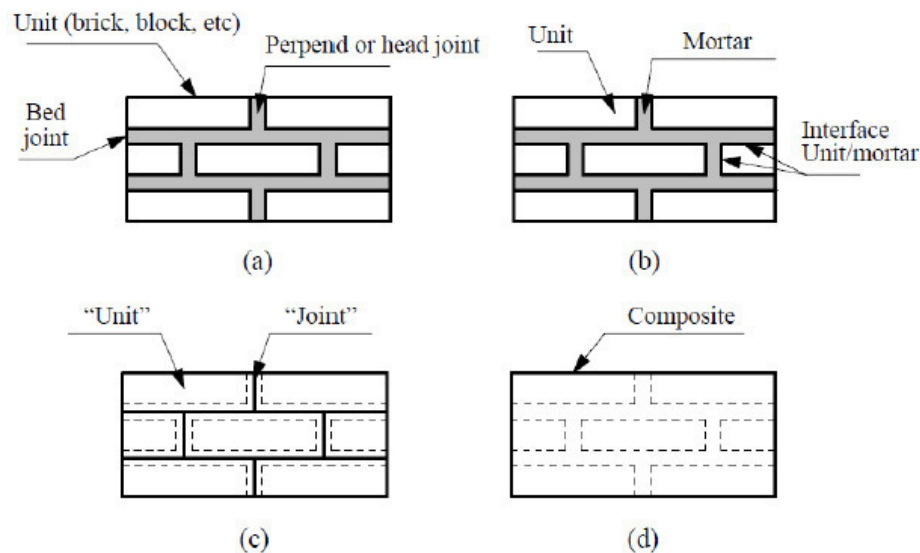 Unit (brick, block, etc)
Perpend or head joint
Bed
joint
(a)
Unit
Mortar
Interface
Unit/mortar
(b)
“Unit”
“Joint”
(c)
Composite
(d)